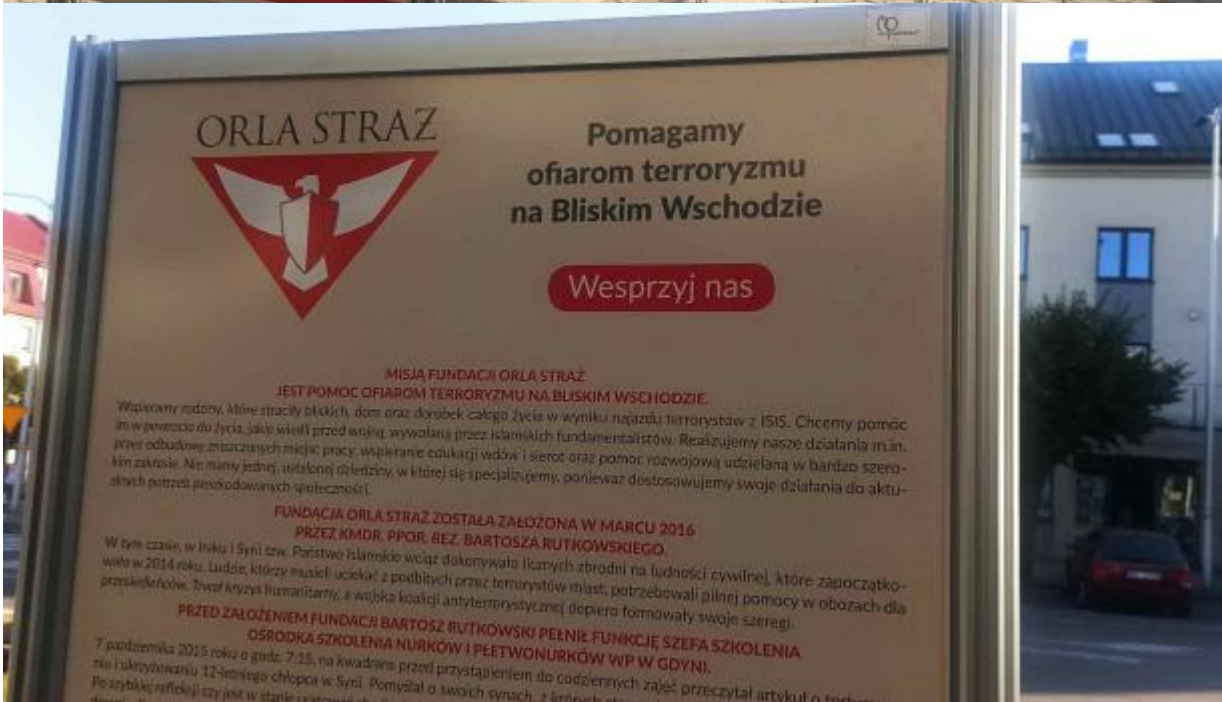 ORLA STRAŻ
Pomagamy
ofiarom terroryzmu
na Bliskim Wschodzie
Wesprzyj nas
MISJĄ FUNDACJI ORLA STRAŻ
JEST POMOC OFIAROM TERRORYZMU NA BLISKIM WSCHODZIE.
Wspieramy rodziny, które straciły bliskich, dom oraz dorobek całego życia w wyniku najazdu terrorystów z ISIS. Chcemy pomóc
im w powrocie do życia, jakie wiedli przed wojną, wywołaną przez islamskich fundamentalistów. Realizujemy nasze działania m.in.
przez odbudowę zniszczonych miejsc pracy, wspieranie edukacji wdów i sierot oraz pomoc rozwojową udzielaną w bardzo szero-
kim zakresie. Nie mamy jednej, ustalonej dziedziny, w której się specjalizujemy, ponieważ dostosowujemy swoje działania do aktu-
alnych potrzeb poszkodowanych społeczności.
FUNDACJA ORLA STRAŻ ZOSTAŁA ZAŁOŻONA W MARCU 2016
PRZEZ KMDR. PPOR. REZ. BARTOSZA RUTKOWSKIEGO.
W tym czasie, w Iraku i Syrii tzw. Państwo Islamskie wciąż dokonywało licznych zbrodni na ludności cywilnej, które zapoczątko-
wało w 2014 roku. Ludzie, którzy musieli uciekać z podbitych przez terrorystów miast, potrzebowali pilnej pomocy w obozach dla
przesiedleńców. Trwał kryzys humanitarny, a wojska koalicji antyterrorystycznej dopiero formowały swoje szeregi.
PRZED ZAŁOŻENIEM FUNDACJI BARTOSZ RUTKOWSKI PEŁNIŁ FUNKCJĘ SZEFA SZKOLENIA
OŚRODKA SZKOLENIA NURKÓW I PŁETWONURKÓW WP W GDYNI.
7 października 2015 roku o godz. 7:15, na kwadrans przed przystąpieniem do codziennych zajęć przeczytał artykuł o
niu i ukrzyżowaniu 12-letniego chłopca w Syrii. Pomyślał o swoich synach, z których
Po szybkiej refleksji czy jest w stanie